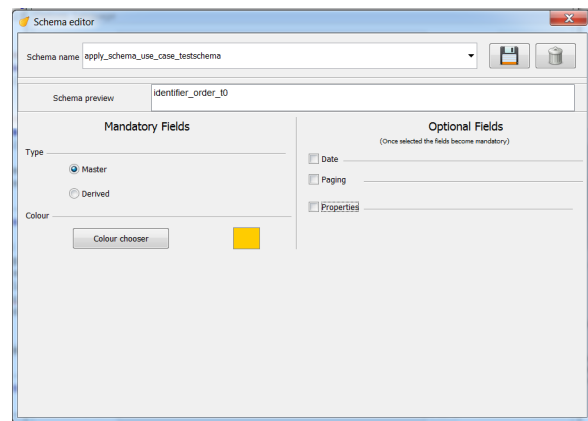 Schema editor
Schema name apply_schema_use_case_testschema
Schema preview identifier_order_t0
Mandatory Fields
Type
Master
Derived
Colour
Colour chooser
Optional Fields
(Once selected the fields become mandatory)
Date
Paging
Properties